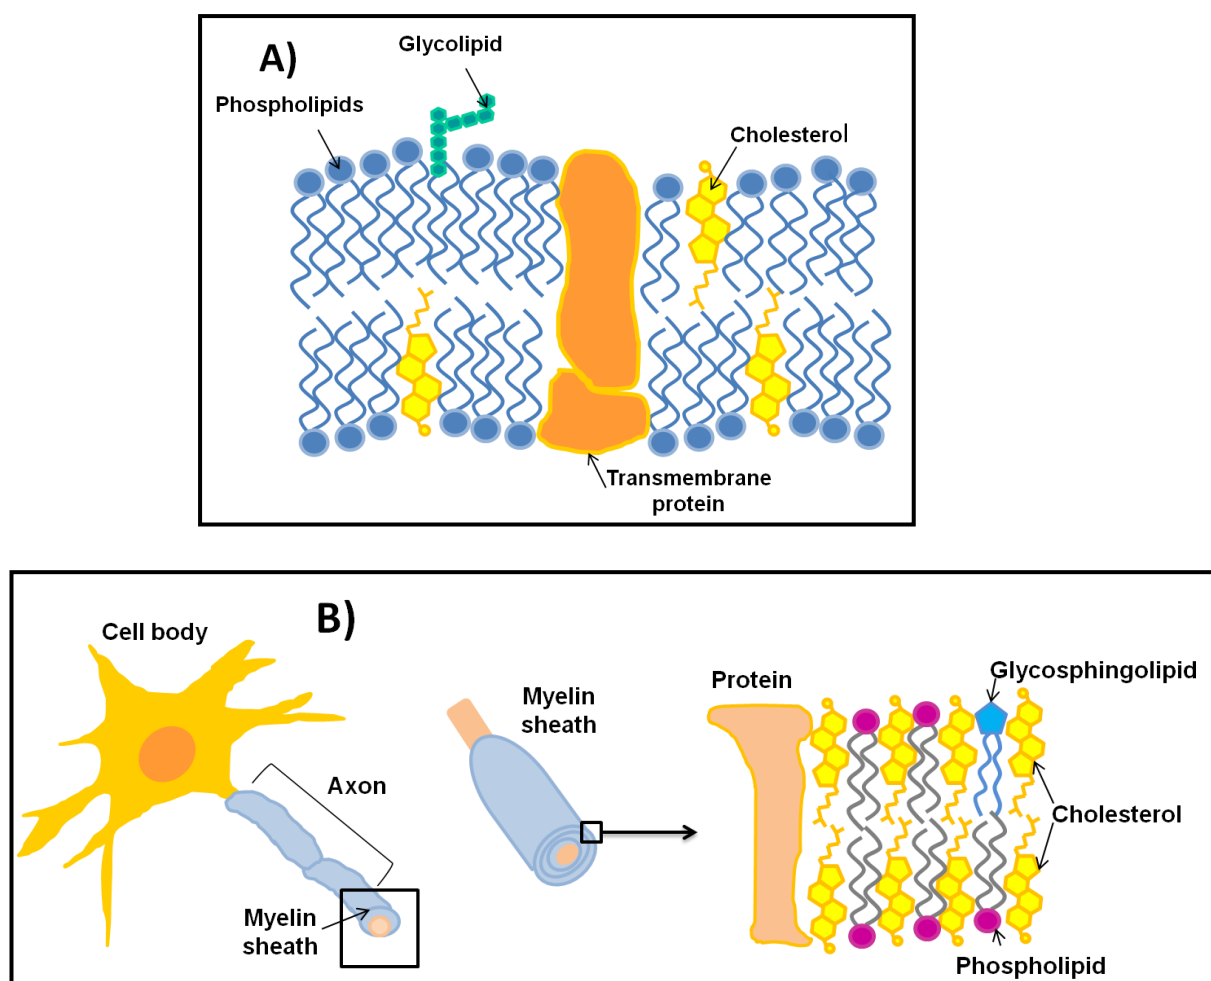 A)
Glycolipid
Phospholipids
Cholesterol
Transmembrane
protein
B)
Cell body
Axon
Myelin
sheath
Myelin
sheath
Protein
Glycosphingolipid
Cholesterol
Phospholipid